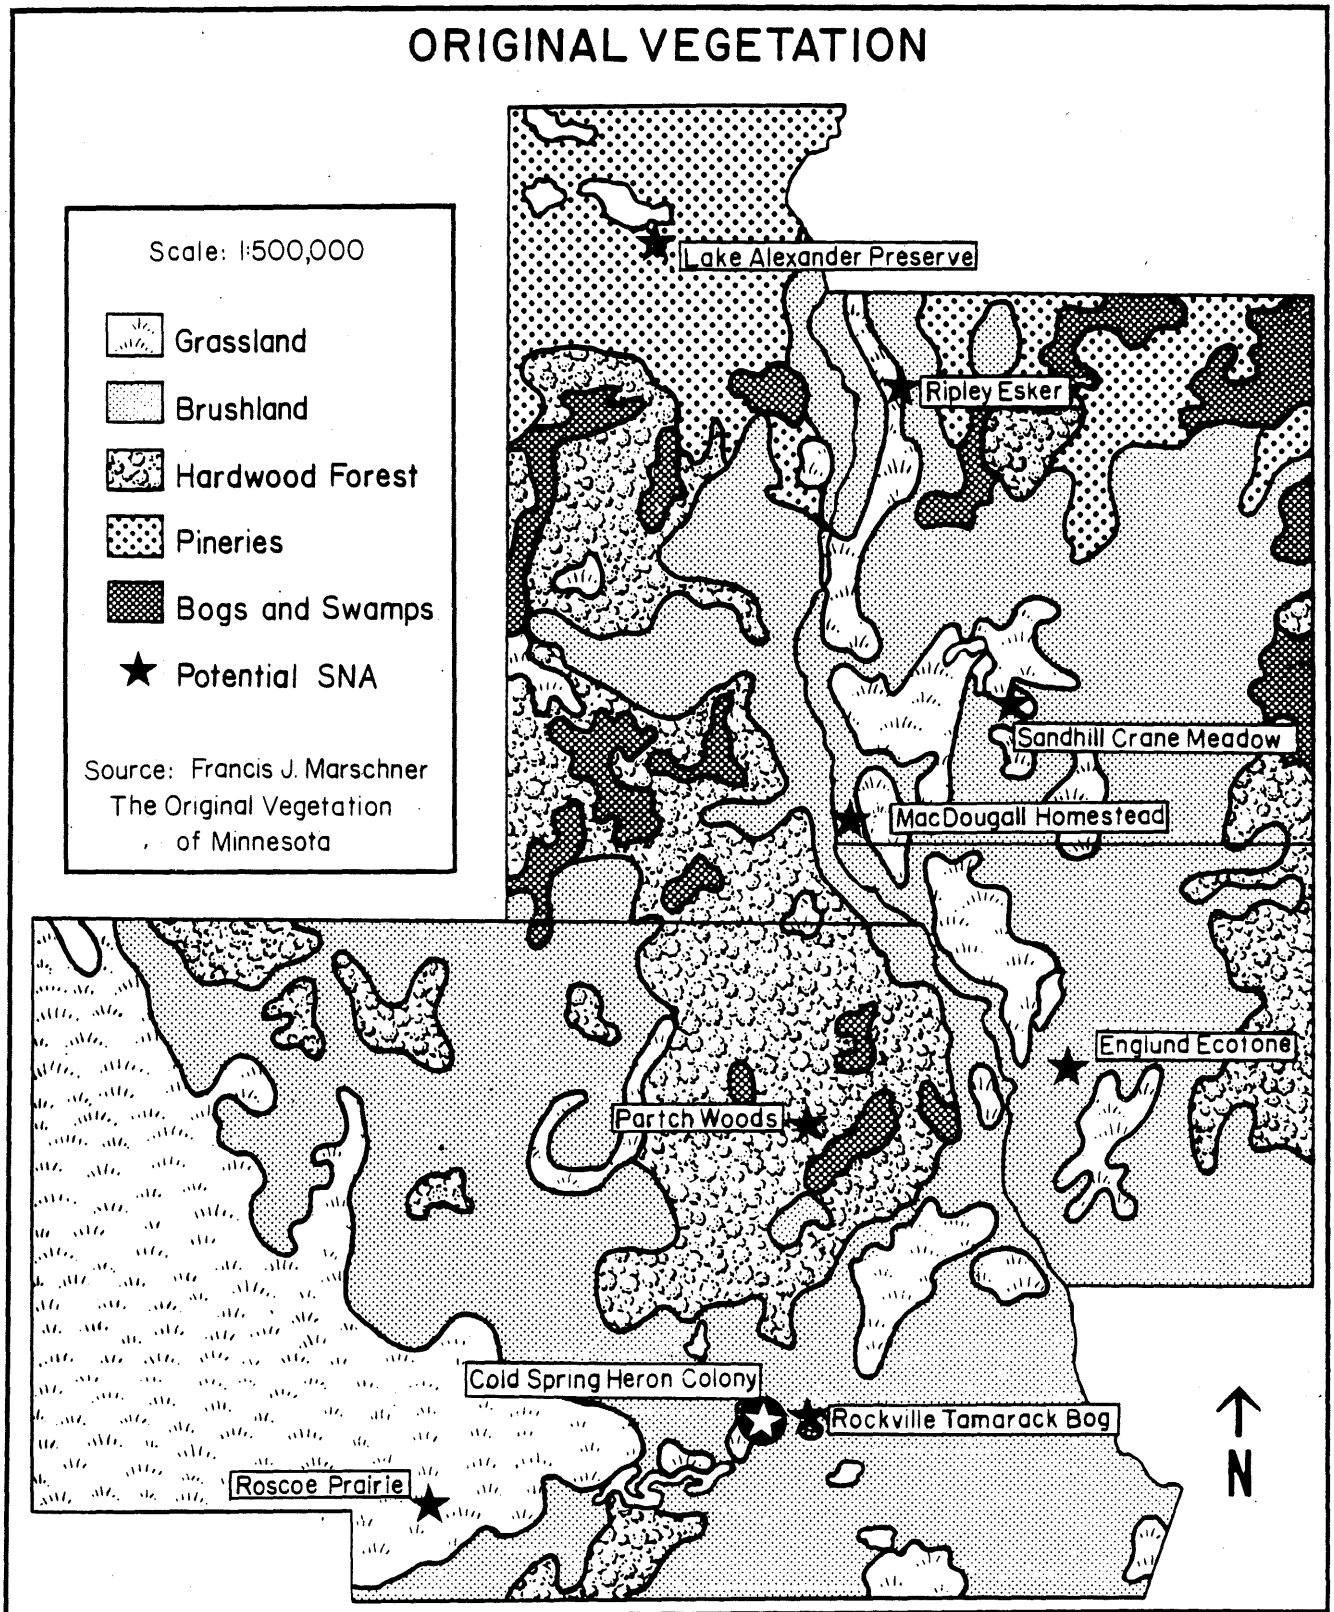 ORIGINAL VEGETATION
Scale: 1:500,000
Grassland
Brushland
Hardwood Forest
Pineries
Bogs and Swamps
Potential SNA
Source: Francis J. Marschner
The Original Vegetation
of Minnesota
Lake Alexander Preserve
Ripley Esker
Sandhill Crane Meadow
MacDougall Homestead
Englund Ecotone
Partch Woods
Cold Spring Heron Colony
Rockville Tamarack Bog
Roscoe Prairie
N